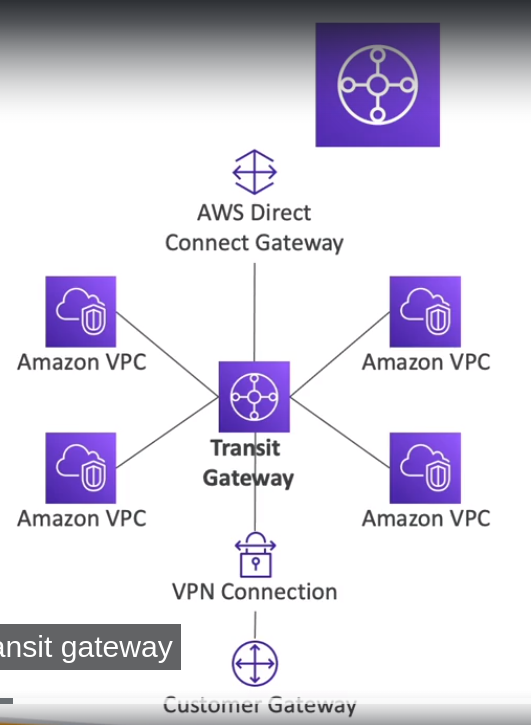 AWS Direct
Connect Gateway
Amazon VPC
Amazon VPC
Transit
Gateway
Amazon VPC
Amazon VPC
VPN Connection
gateway
Customer Gateway